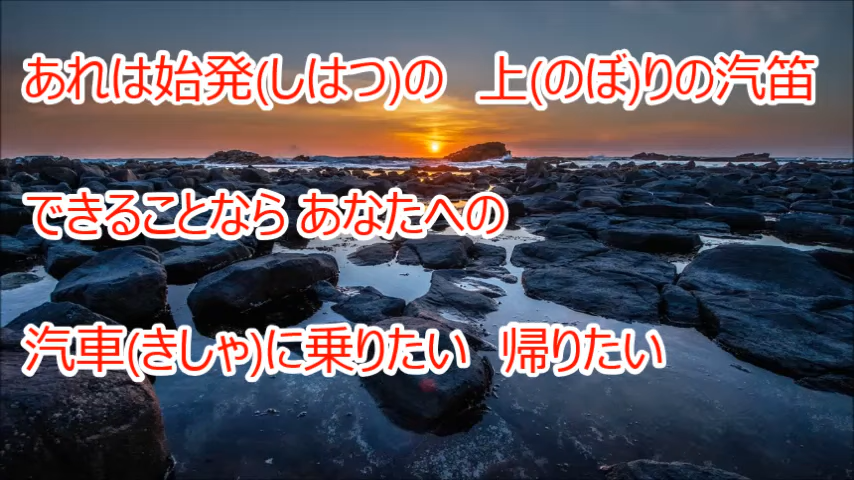 あれは始発(しはつ)の　上(のぼ)りの汽笛
できることなら あなたへの
汽車(きしゃ)に乗りたい　帰りたい